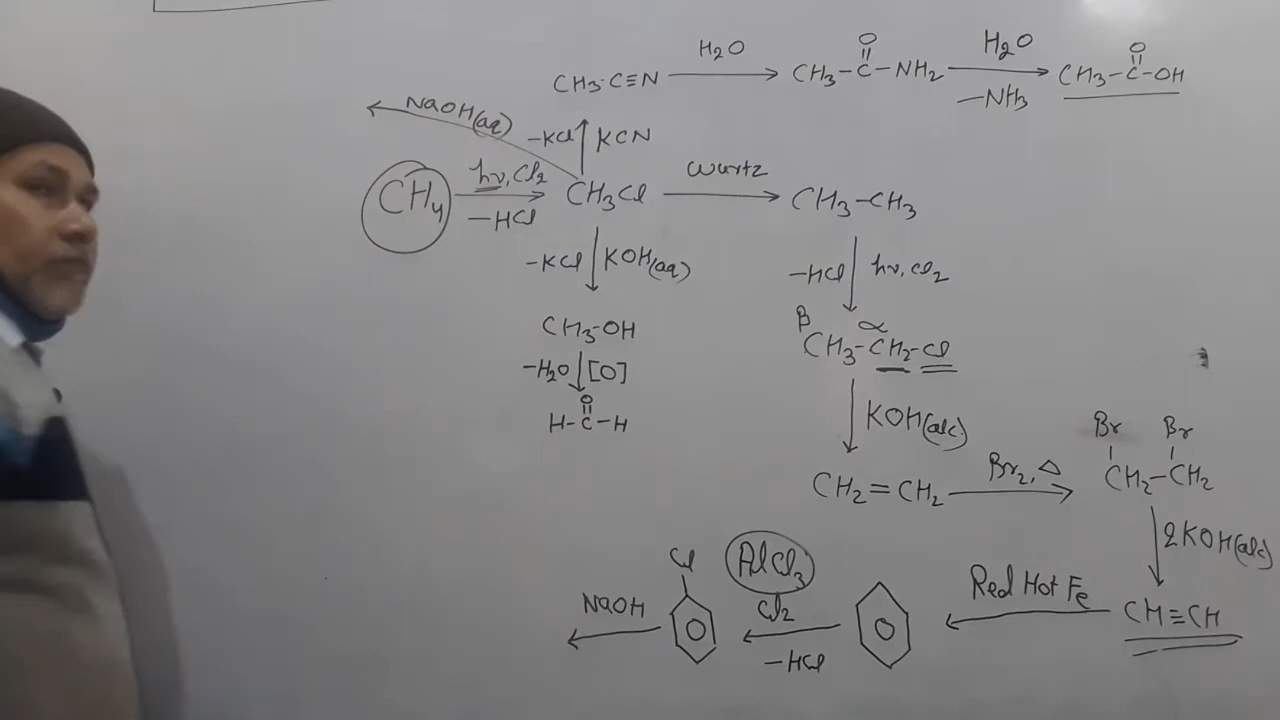 CH₃-C≡N H₂O CH₃-C-NH₂ H₂O CH₃-C-OH
O O
-NH₃
NaOH(aq) -KCl KCN
CH₄ hν, Cl₂ CH₃Cl Wurtz CH₃-CH₃
-HCl
-KCl KOH(aq) -HCl hν, Cl₂
CH₃-OH β α
CH₃-CH₂-Cl
-H₂O [O]
O
H-C-H KOH(alc) Br Br
CH₂=CH₂ Br₂, Δ CH₂-CH₂
2KOH(alc)
Cl AlCl₃ Red Hot Fe CH≡CH
NaOH Cl₂
-HCl